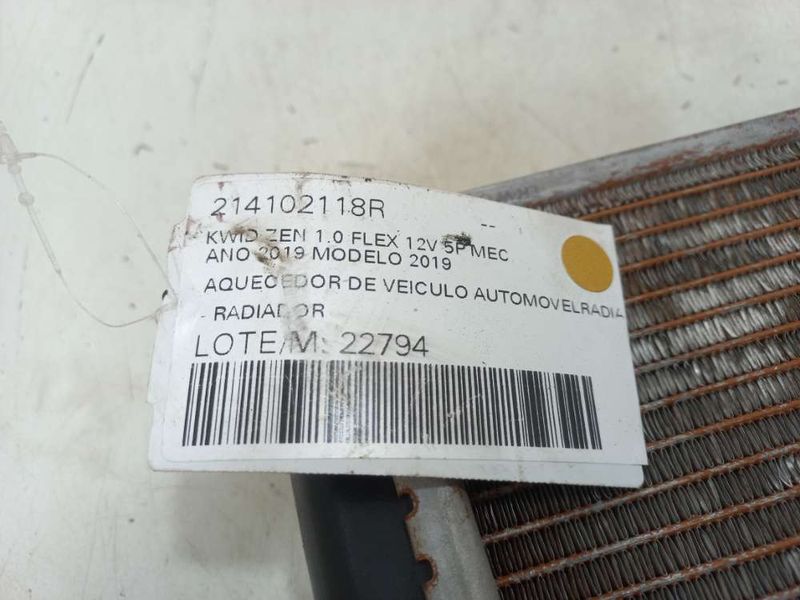 214102118R --
KWID ZEN 1.0 FLEX 12V 5P MEC
ANO 2019 MODELO 2019
AQUECEDOR DE VEICULO AUTOMOVELRADIA
- RADIADOR
LOTE/M: 22794